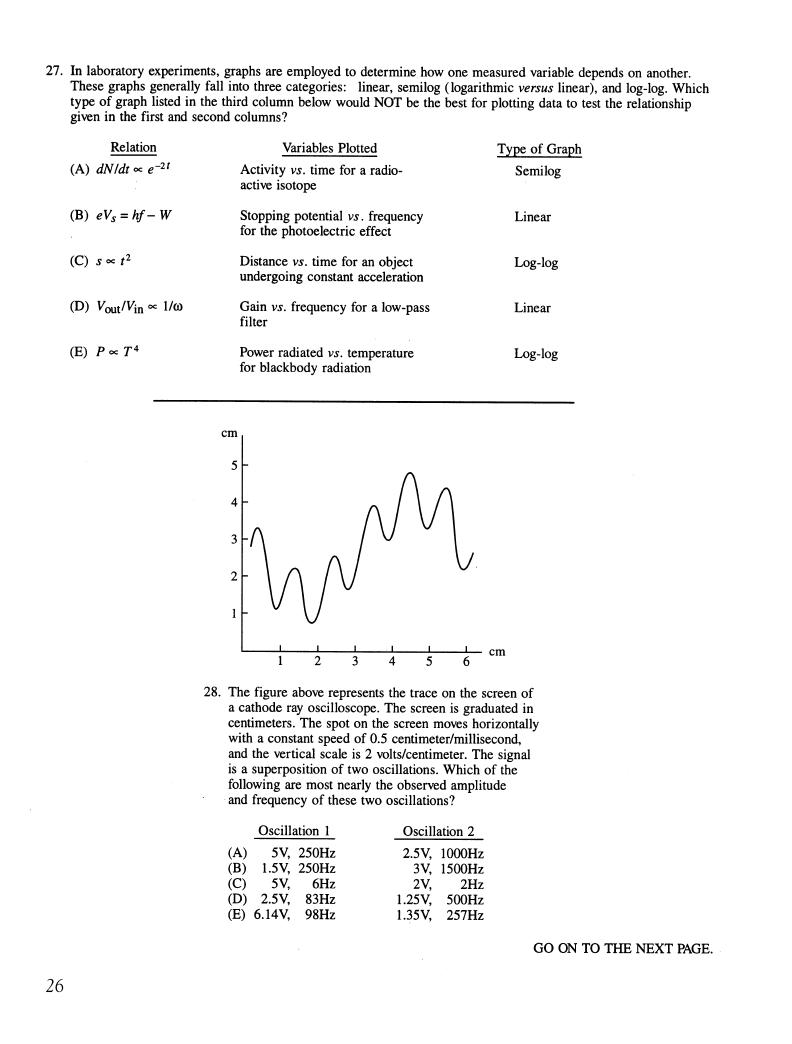 27. In laboratory experiments, graphs are employed to determine how one measured variable depends on another.
These graphs generally fall into three categories: linear, semilog (logarithmic versus linear), and log-log. Which
type of graph listed in the third column below would NOT be the best for plotting data to test the relationship
given in the first and second columns?
Relation Variables Plotted Type of Graph
(A) dN/dt ∝ e⁻²ᵗ Activity vs. time for a radio- Semilog
active isotope
(B) eVₛ = hf – W Stopping potential vs. frequency Linear
for the photoelectric effect
(C) s ∝ t² Distance vs. time for an object Log-log
undergoing constant acceleration
(D) Vout/Vin ∝ 1/ω Gain vs. frequency for a low-pass Linear
filter
(E) P ∝ T⁴ Power radiated vs. temperature Log-log
for blackbody radiation
cm
5
4
3
2
1
1 2 3 4 5 6 cm
28. The figure above represents the trace on the screen of
a cathode ray oscilloscope. The screen is graduated in
centimeters. The spot on the screen moves horizontally
with a constant speed of 0.5 centimeter/millisecond,
and the vertical scale is 2 volts/centimeter. The signal
is a superposition of two oscillations. Which of the
following are most nearly the observed amplitude
and frequency of these two oscillations?
Oscillation 1 Oscillation 2
(A) 5V, 250Hz 2.5V, 1000Hz
(B) 1.5V, 250Hz 3V, 1500Hz
(C) 5V, 6Hz 2V, 2Hz
(D) 2.5V, 83Hz 1.25V, 500Hz
(E) 6.14V, 98Hz 1.35V, 257Hz
GO ON TO THE NEXT PAGE.
26